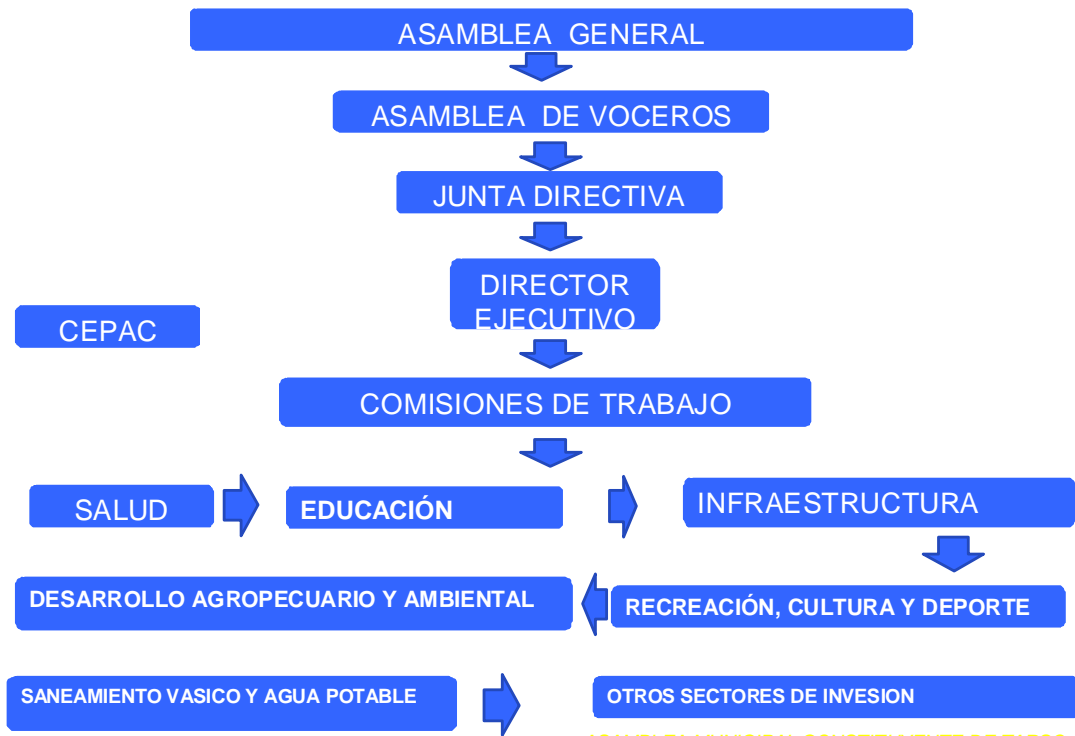 ASAMBLEA GENERAL
ASAMBLEA DE VOCEROS
JUNTA DIRECTIVA
DIRECTOR
EJECUTIVO
CEPAC
COMISIONES DE TRABAJO
SALUD
EDUCACIÓN
INFRAESTRUCTURA
DESARROLLO AGROPECUARIO Y AMBIENTAL
RECREACIÓN, CULTURA Y DEPORTE
SANEAMIENTO VASICO Y AGUA POTABLE
OTROS SECTORES DE INVESION